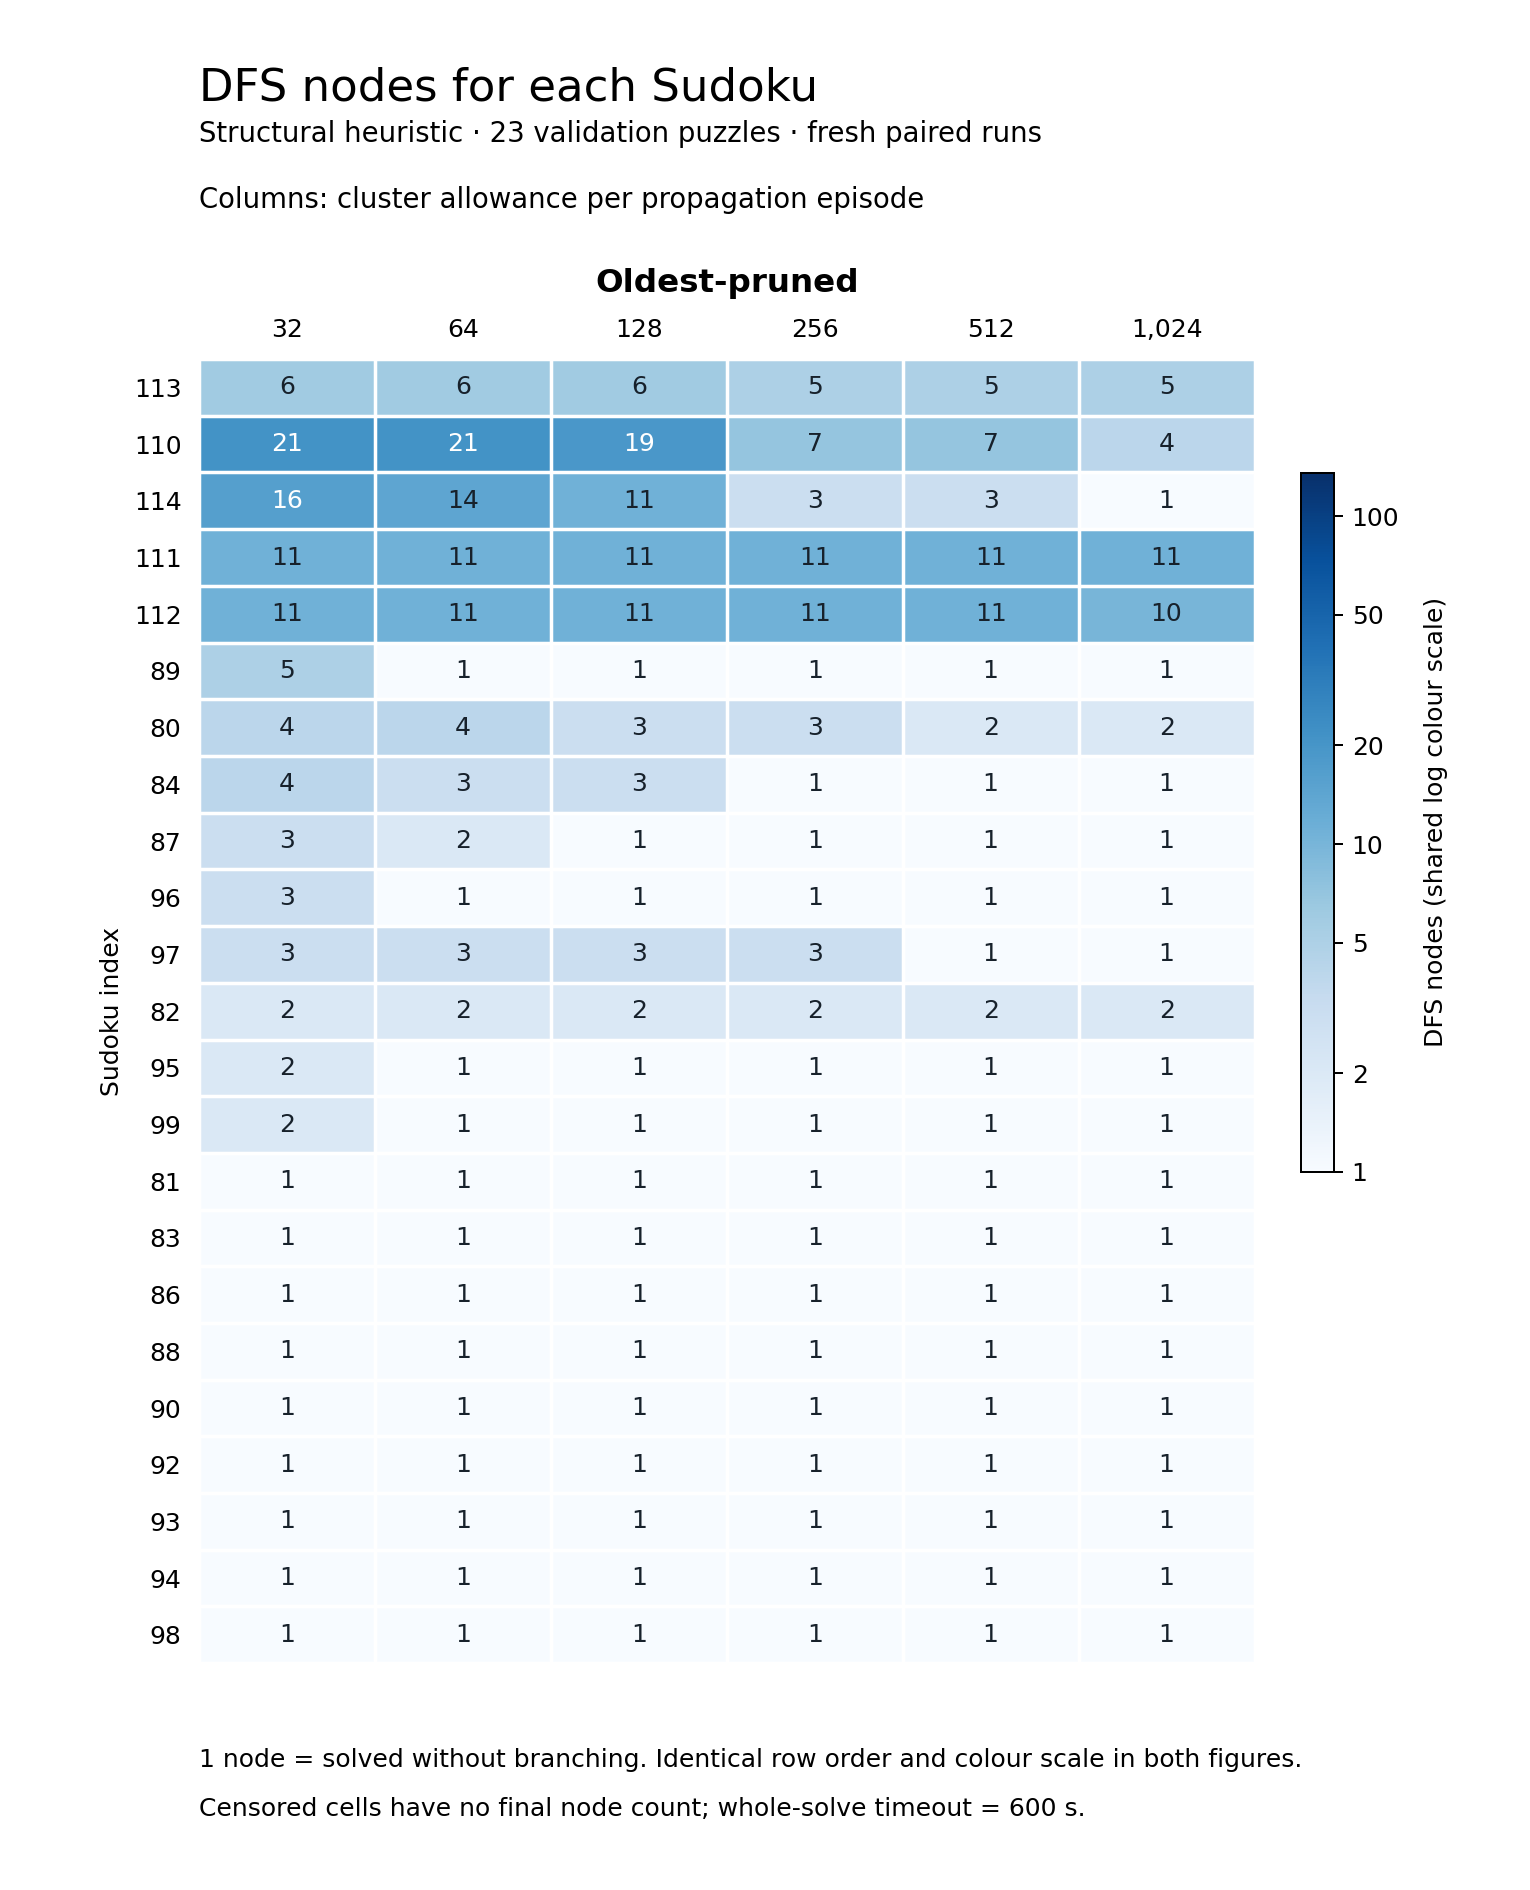 DFS nodes for each Sudoku
Structural heuristic · 23 validation puzzles · fresh paired runs
Columns: cluster allowance per propagation episode
Oldest-pruned
32 64 128 256 512 1,024
113 6 6 6 5 5 5
110 21 21 19 7 7 4
114 16 14 11 3 3 1
111 11 11 11 11 11 11
112 11 11 11 11 11 10
89 5 1 1 1 1 1
80 4 4 3 3 2 2
84 4 3 3 1 1 1
87 3 2 1 1 1 1
96 3 1 1 1 1 1
97 3 3 3 3 1 1
82 2 2 2 2 2 2
95 2 1 1 1 1 1
99 2 1 1 1 1 1
81 1 1 1 1 1 1
83 1 1 1 1 1 1
86 1 1 1 1 1 1
88 1 1 1 1 1 1
90 1 1 1 1 1 1
92 1 1 1 1 1 1
93 1 1 1 1 1 1
94 1 1 1 1 1 1
98 1 1 1 1 1 1
Sudoku index
100
50
20
10
5
2
1
DFS nodes (shared log colour scale)
1 node = solved without branching. Identical row order and colour scale in both figures.
Censored cells have no final node count; whole-solve timeout = 600 s.